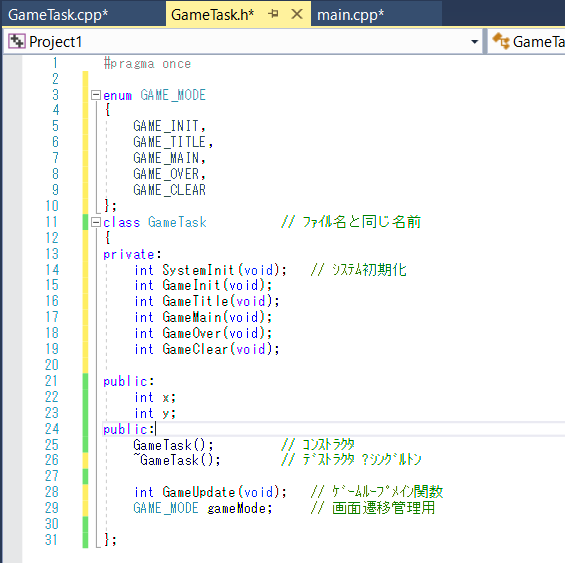 GameTask.cpp*
GameTask.h*
main.cpp*
Project1
GameTa
1 #pragma once
2
3 enum GAME_MODE
4 {
5 GAME_INIT,
6 GAME_TITLE,
7 GAME_MAIN,
8 GAME_OVER,
9 GAME_CLEAR
10 };
11 class GameTask // ﾌｧｲﾙ名と同じ名前
12 {
13 private:
14 int SystemInit(void); // ｼｽﾃﾑ初期化
15 int GameInit(void);
16 int GameTitle(void);
17 int GameMain(void);
18 int GameOver(void);
19 int GameClear(void);
20
21 public:
22 int x;
23 int y;
24 public:
25 GameTask(); // ｺﾝｽﾄﾗｸﾀ
26 ~GameTask(); // ﾃﾞｽﾄﾗｸﾀ ?ｼﾝｸﾞﾙﾄﾝ
27
28 int GameUpdate(void); // ｹﾞｰﾑﾙｰﾌﾟﾒｲﾝ関数
29 GAME_MODE gameMode; // 画面遷移管理用
30
31 };